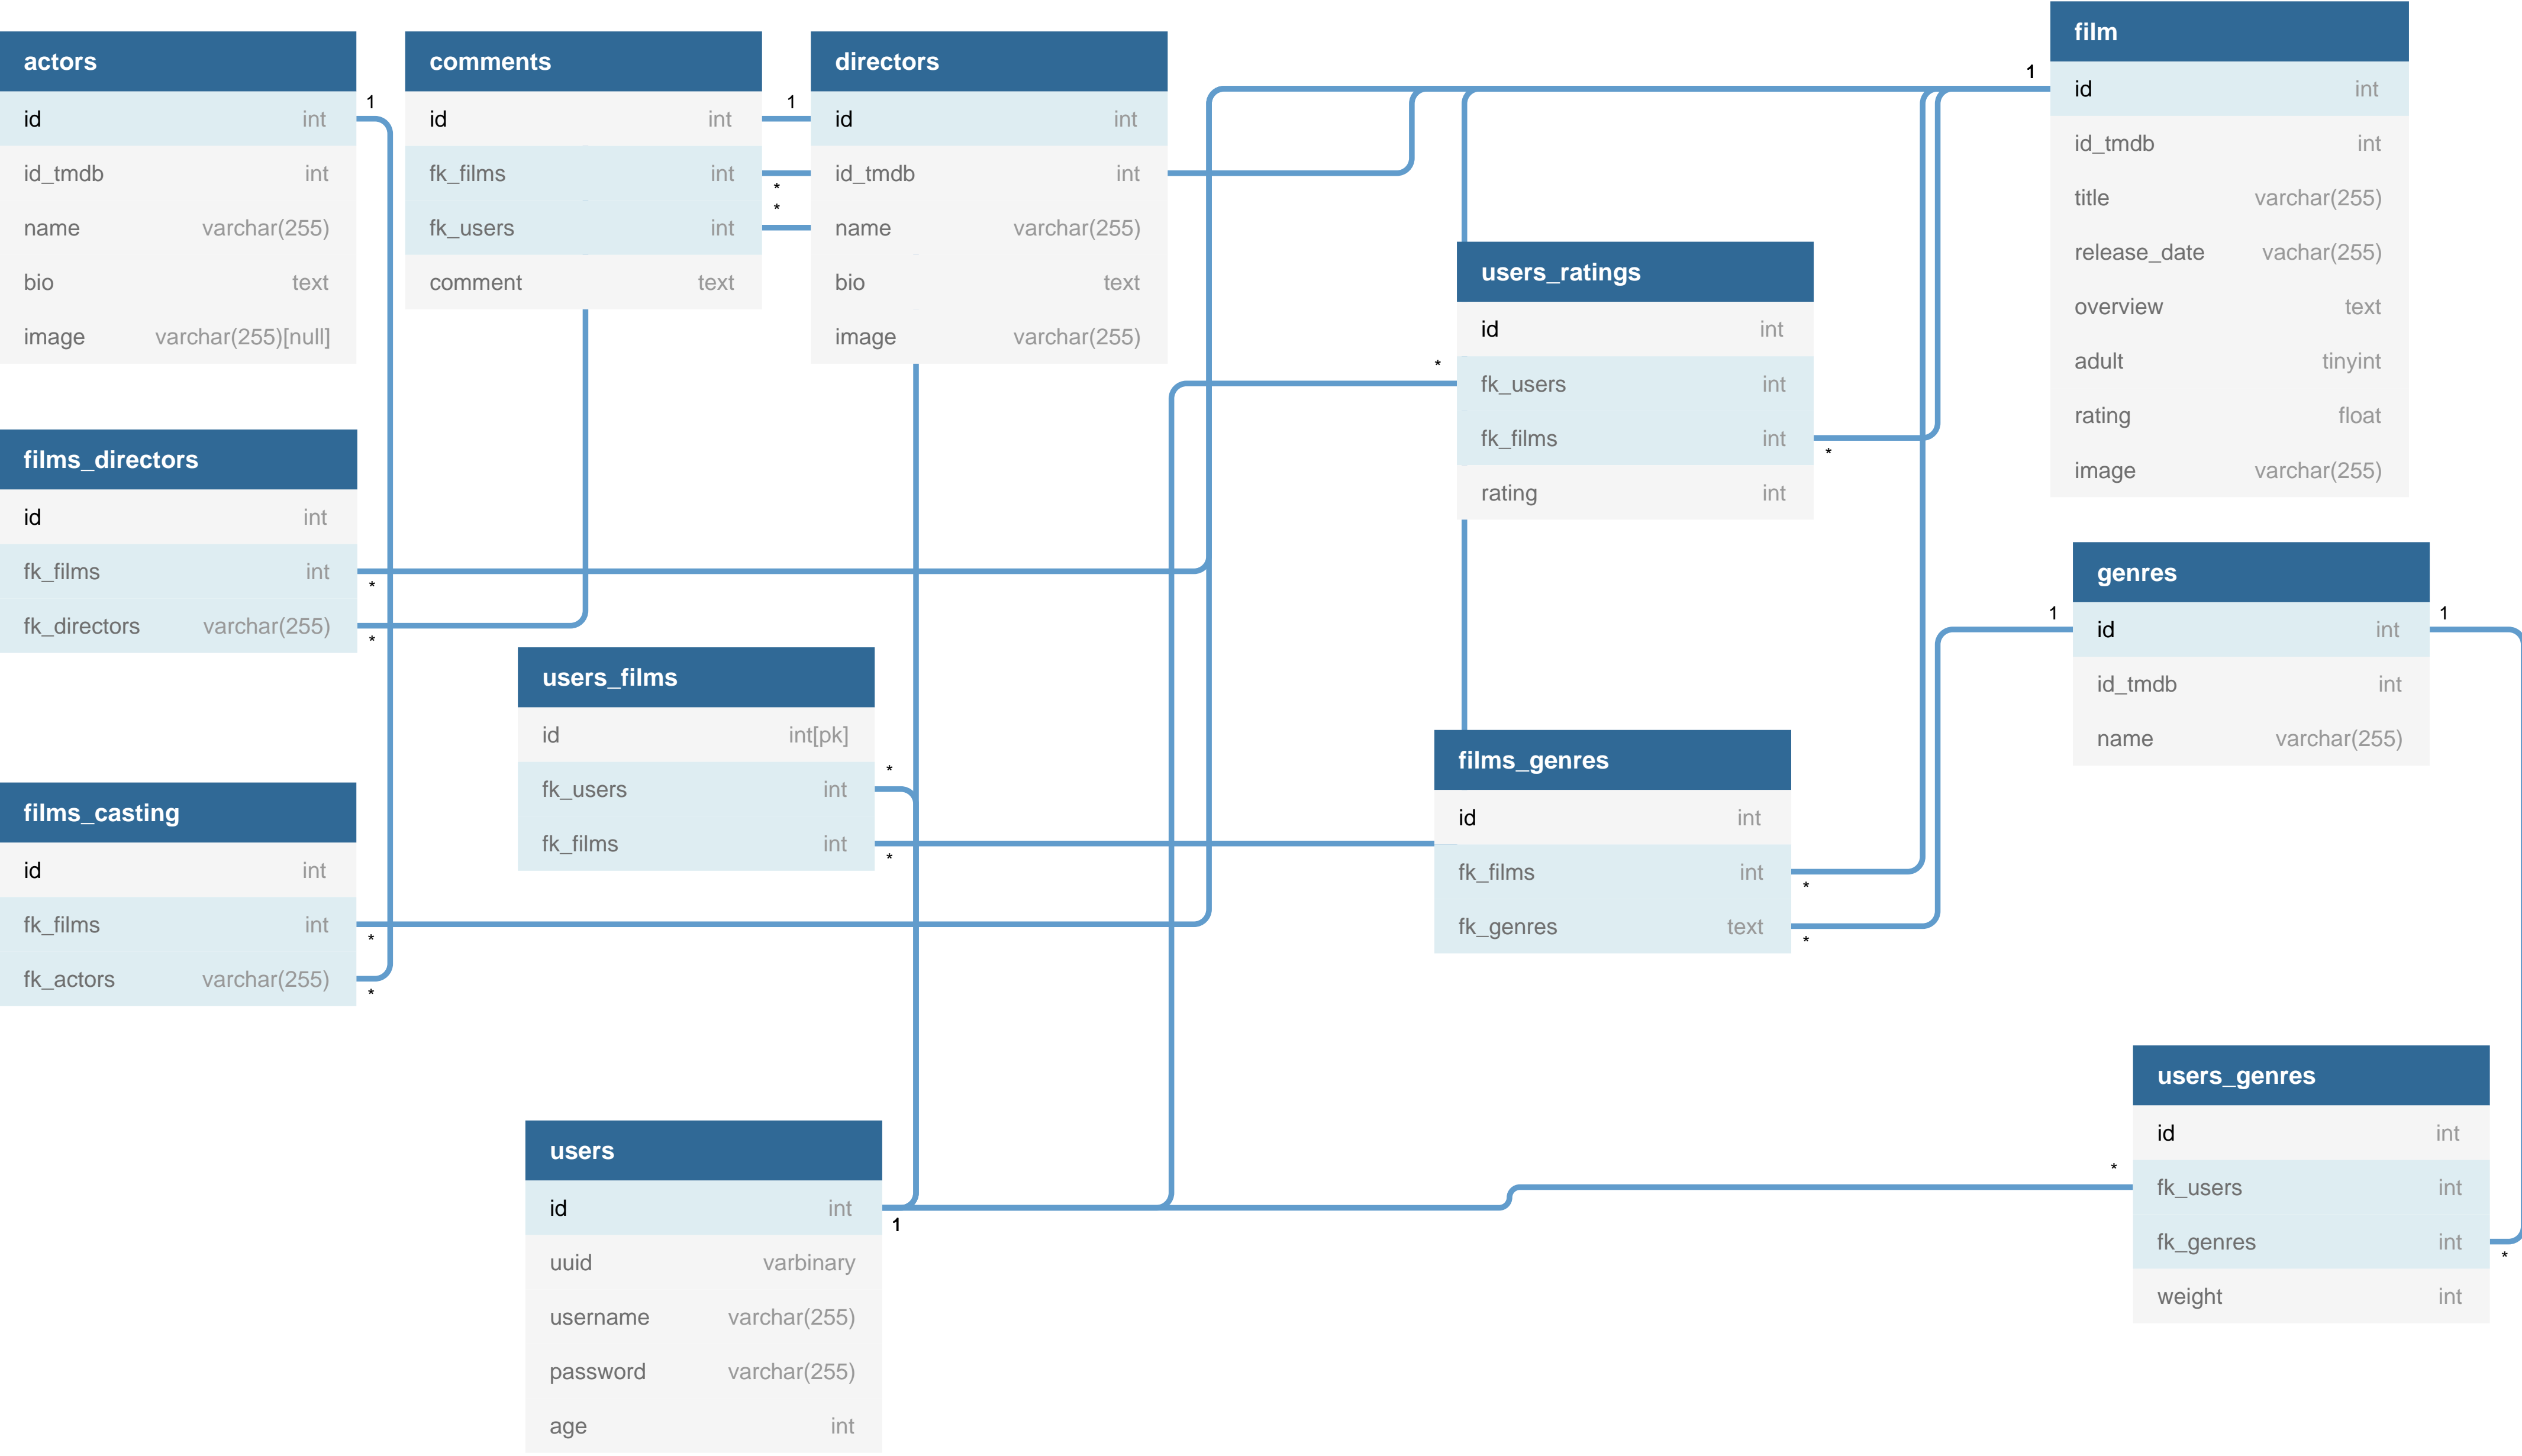 actors
id int
id_tmdb int
name varchar(255)
bio text
image varchar(255)[null]
1
comments
id int
fk_films int
fk_users int
comment text
1
*
*
directors
id int
id_tmdb int
name varchar(255)
bio text
image varchar(255)
film
1
id int
id_tmdb int
title varchar(255)
release_date vachar(255)
overview text
adult tinyint
rating float
image varchar(255)
users_ratings
id int
*
fk_users int
fk_films int
*
rating int
films_directors
id int
fk_films int
*
fk_directors varchar(255)
*
genres
1
1
id int
id_tmdb int
name varchar(255)
users_films
id int[pk]
*
fk_users int
fk_films int
*
films_genres
id int
fk_films int
*
fk_genres text
*
films_casting
id int
fk_films int
*
fk_actors varchar(255)
*
users_genres
id int
*
fk_users int
fk_genres int
*
weight int
users
id int
1
uuid varbinary
username varchar(255)
password varchar(255)
age int